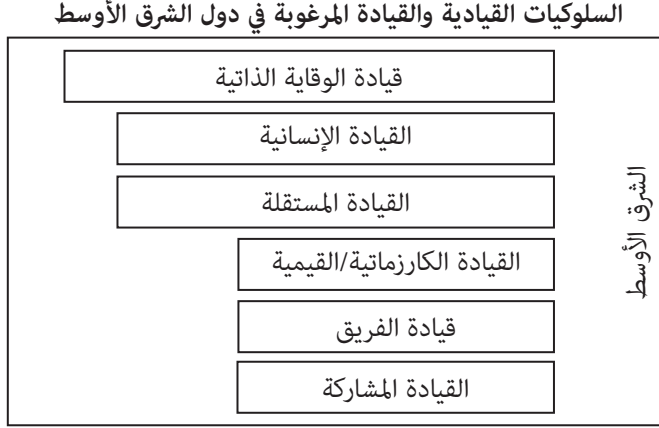 السلوكيات القيادية والقيادة المرغوبة في دول الشرق الأوسط
قيادة الوقاية الذاتية
القيادة الإنسانية
القيادة المستقلة
القيادة الكارزماتية/القيمية
قيادة الفريق
القيادة المشاركة
الشرق الأوسط